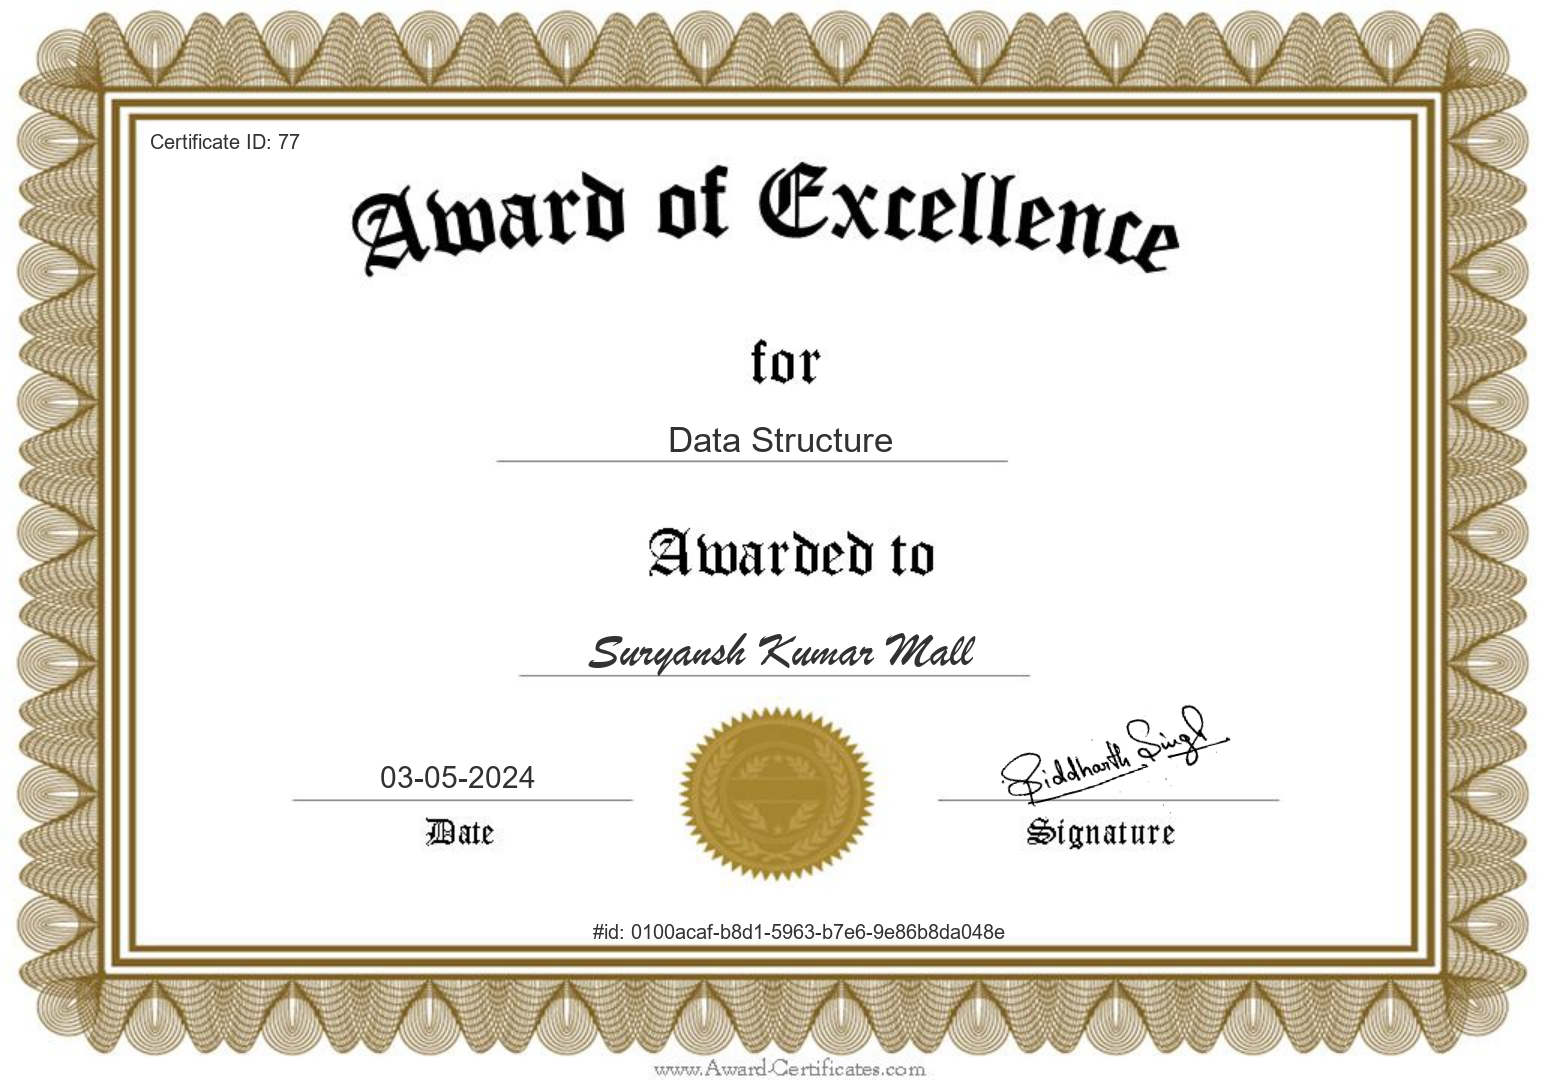 Certificate ID: 77
Award of Excellence
for
Data Structure
Awarded to
Suryansh Kumar Mall
03-05-2024
Siddharth Singh
Date
Signature
#id: 0100acaf-b8d1-5963-b7e6-9e86b8da048e
www.Award-Certificates.com